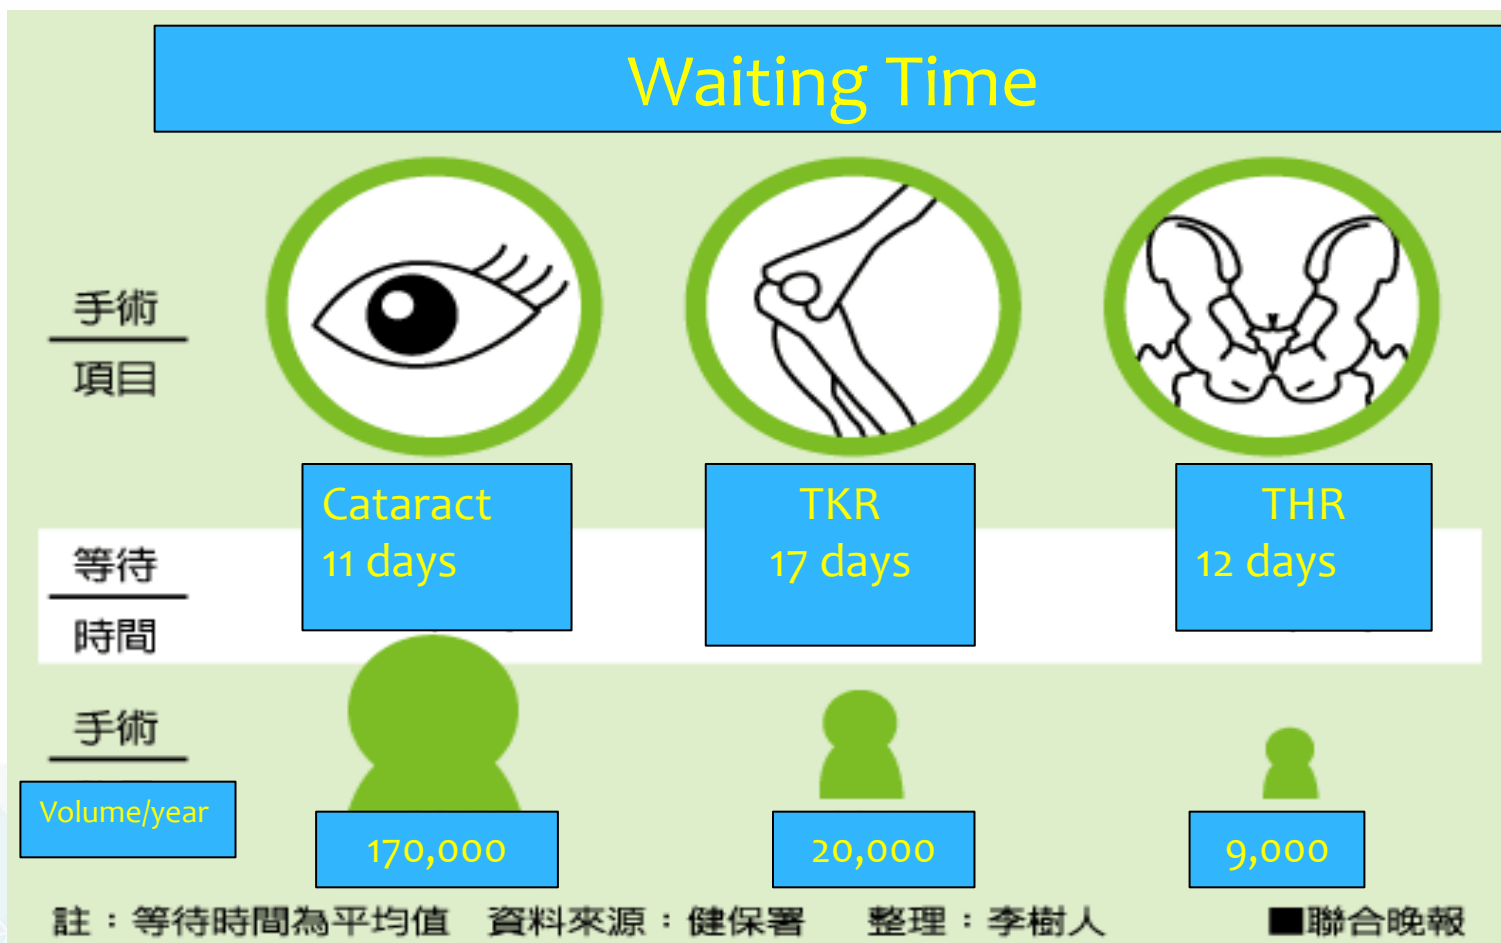 Waiting Time
手術
項目
Cataract
11 days
TKR
17 days
THR
12 days
等待
時間
手術
Volume/year
170,000
20,000
9,000
註：等待時間為平均值 資料來源：健保署 整理：李樹人 ■聯合晚報